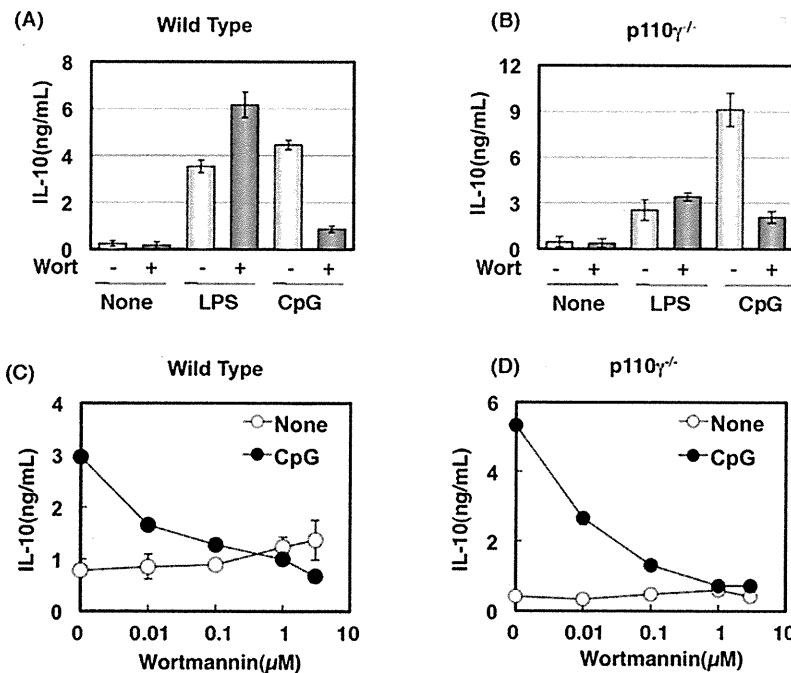 (A)
Wild Type
IL-10(ng/mL)
8
6
4
2
0
Wort - + - + - +
None LPS CpG
(B)
p110γ-/-
IL-10(ng/mL)
12
9
6
3
0
Wort - + - + - +
None LPS CpG
(C)
Wild Type
IL-10(ng/mL)
4
3
2
1
0
None
CpG
0 0.01 0.1 1 10
Wortmannin(μM)
(D)
p110γ-/-
IL-10(ng/mL)
6
4
2
0
None
CpG
0 0.01 0.1 1 10
Wortmannin(μM)